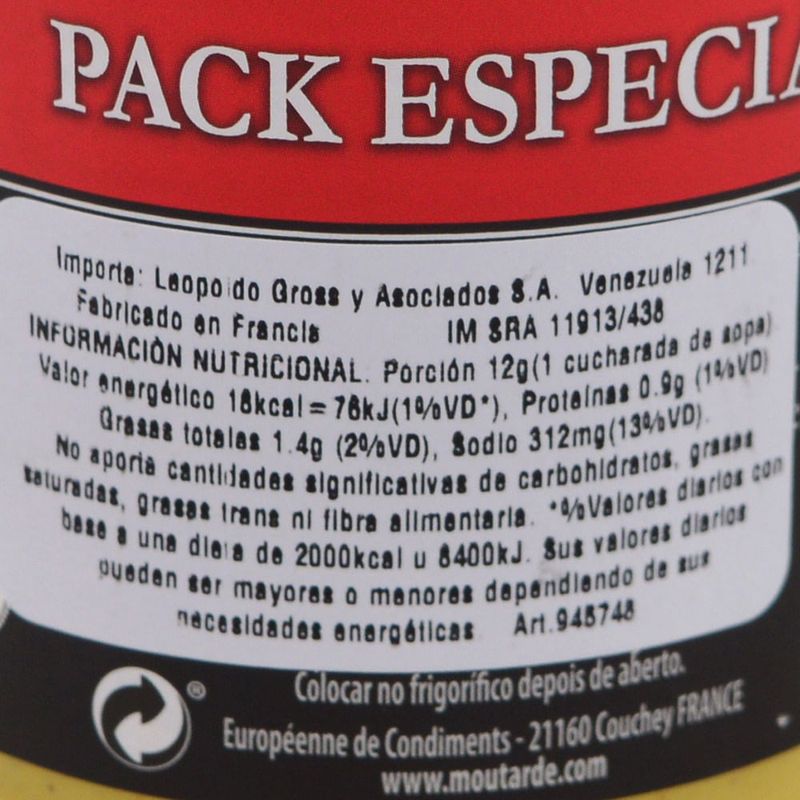 PACK ESPECIA
Importa: Leopoldo Gross y Asociados S.A. Venezuela 1211
Fabricado en Francia IM SRA 11913/438
INFORMACIÓN NUTRICIONAL. Porción 12g(1 cucharada de sopa)
Valor energético 18kcal=76kJ(1%VD*), Proteínas 0.9g (1%VD)
Grasas totales 1.4g (2%VD), Sodio 312mg(13%VD).
No aporta cantidades significativas de carbohidratos, grasas
saturadas, grasas trans ni fibra alimentaria. *%Valores diarios con
base a una dieta de 2000kcal u 8400kJ. Sus valores diarios
pueden ser mayores o menores dependiendo de sus
necesidades energéticas Art.945748
®
Colocar no frigorífico depois de aberto.
Européenne de Condiments - 21160 Couchey FRANCE
www.moutarde.com